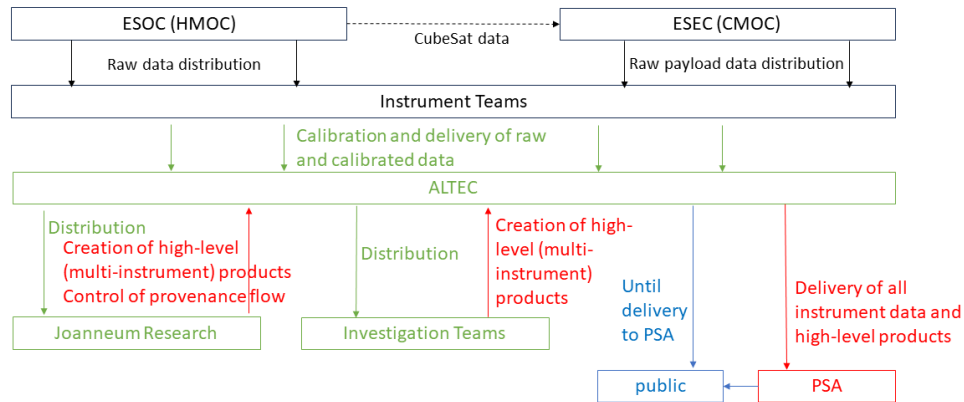 ESOC (HMOC)
ESEC (CMOC)
CubeSat data
Raw data distribution
Raw payload data distribution
Instrument Teams
Calibration and delivery of raw
and calibrated data
ALTEC
Distribution
Creation of high-level
(multi-instrument) products
Control of provenance flow
Distribution
Creation of high-
level (multi-
instrument)
products
Until
delivery
to PSA
Delivery of all
instrument data and
high-level products
Joanneum Research
Investigation Teams
public
PSA